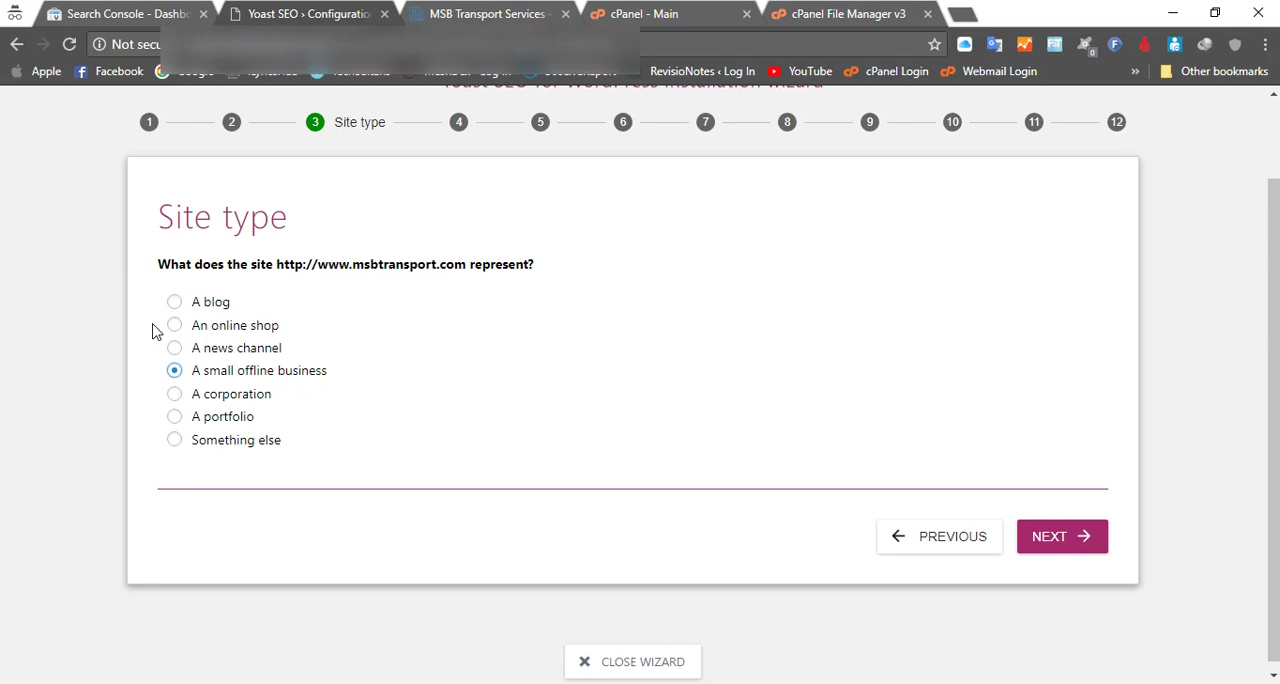 Search Console - Dashbo
Yoast SEO › Configuratio
MSB Transport Services -
cPanel - Main
cPanel File Manager v3
Not secu
Apple
Facebook
RevisioNotes ‹ Log In
YouTube
cPanel Login
Webmail Login
»
Other bookmarks
1
2
3 Site type
4
5
6
7
8
9
10
11
12
Site type
What does the site http://www.msbtransport.com represent?
A blog
An online shop
A news channel
A small offline business
A corporation
A portfolio
Something else
PREVIOUS
NEXT
CLOSE WIZARD